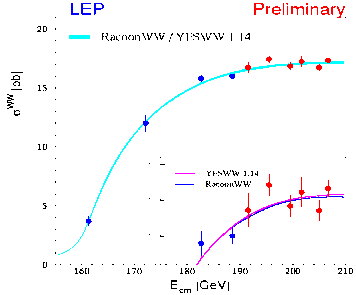 LEP Preliminary
RacoonWW / YFSWW 1.14
σ^WW [pb]
20
15
10
5
0
YFSWW 1.14
RacoonWW
160 170 180 190 200 210
E_cm [GeV]